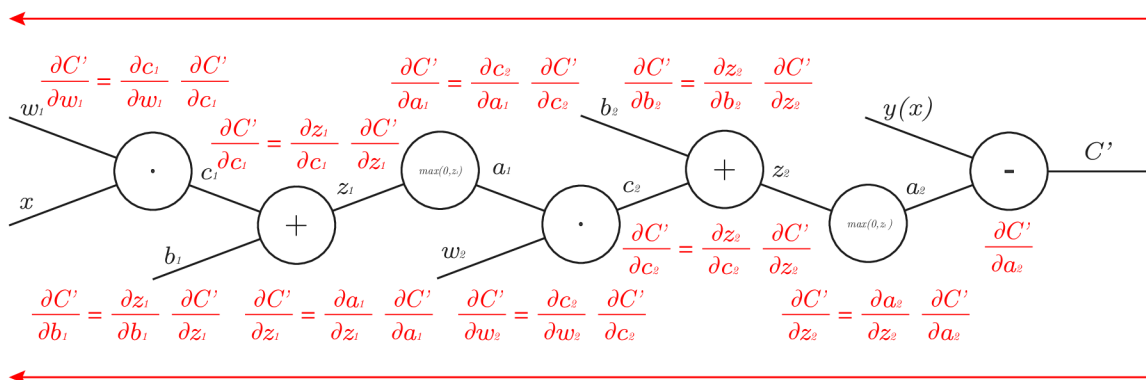 ∂C'/∂w₁ = ∂c₁/∂w₁ ∂C'/∂c₁
∂C'/∂a₁ = ∂c₂/∂a₁ ∂C'/∂c₂
∂C'/∂b₂ = ∂z₂/∂b₂ ∂C'/∂z₂
w₁
b₂
y(x)
∂C'/∂c₁ = ∂z₁/∂c₁ ∂C'/∂z₁
C'
·
c₁
max(0,z₁)
a₁
+
z₂
-
x
z₁
c₂
a₂
+
·
max(0,z₂)
b₁
w₂
∂C'/∂c₂ = ∂z₂/∂c₂ ∂C'/∂z₂
∂C'/∂a₂
∂C'/∂b₁ = ∂z₁/∂b₁ ∂C'/∂z₁
∂C'/∂z₁ = ∂a₁/∂z₁ ∂C'/∂a₁
∂C'/∂w₂ = ∂c₂/∂w₂ ∂C'/∂c₂
∂C'/∂z₂ = ∂a₂/∂z₂ ∂C'/∂a₂